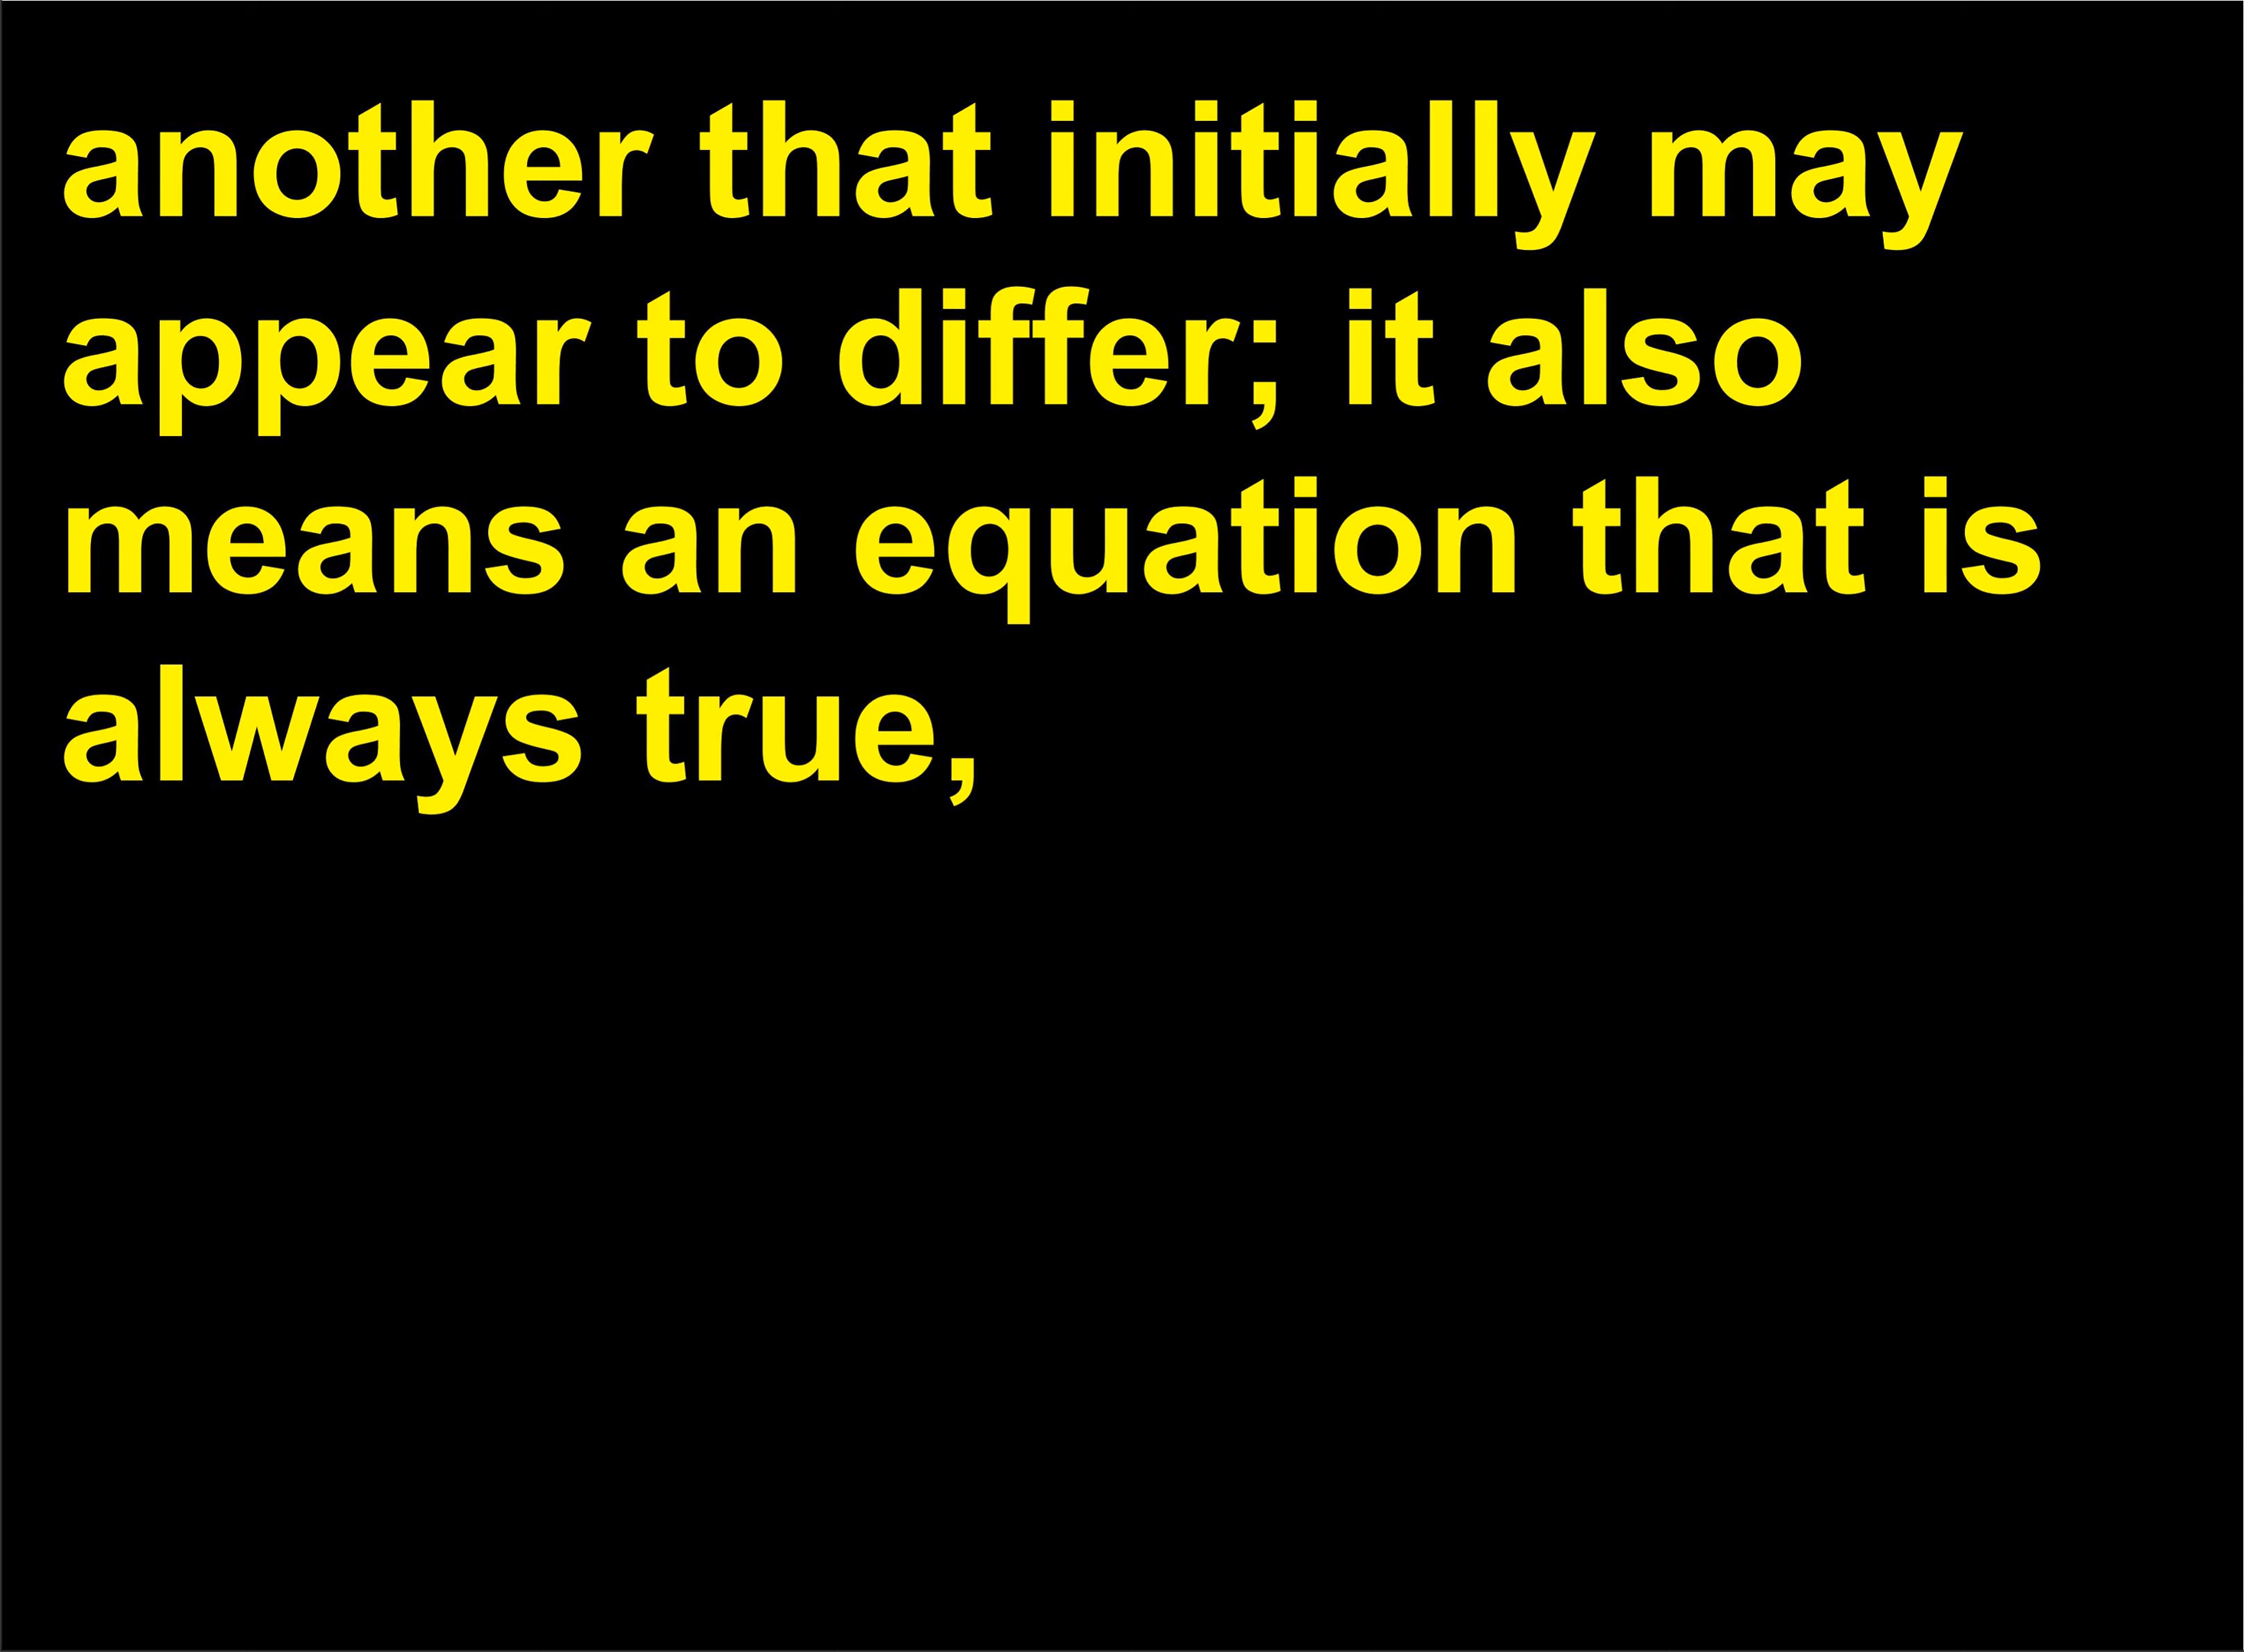 another that initially may
appear to differ; it also
means an equation that is
always true,